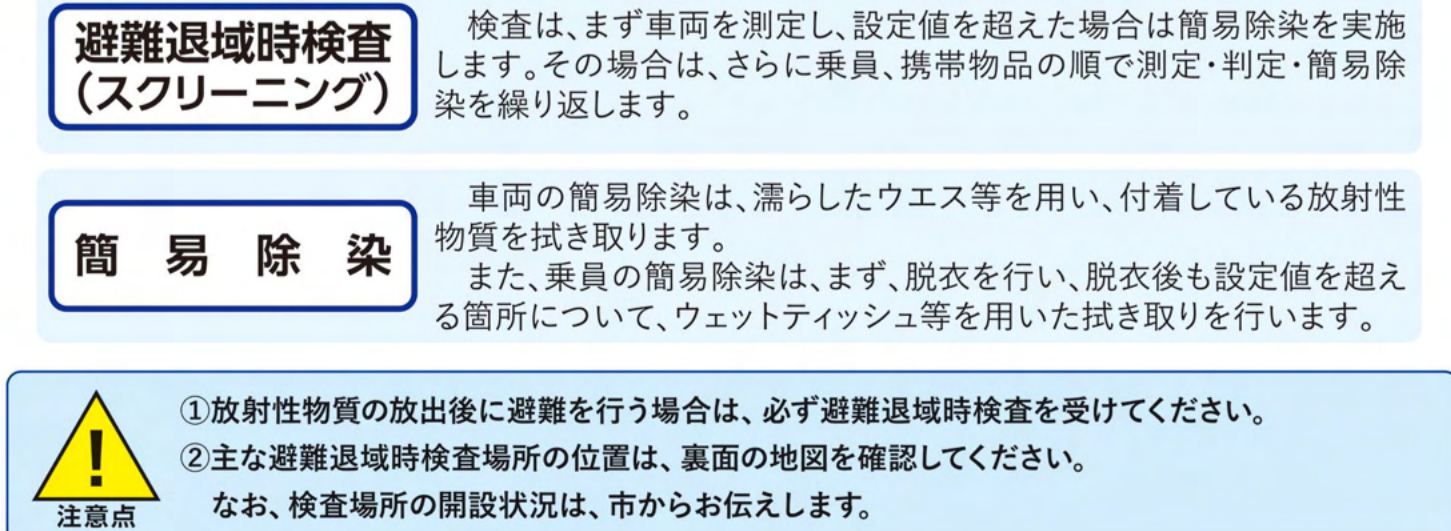 避難退域時検査
(スクリーニング)
検査は、まず車両を測定し、設定値を超えた場合は簡易除染を実施
します。その場合は、さらに乗員、携帯物品の順で測定・判定・簡易除
染を繰り返します。
簡易除染
車両の簡易除染は、濡らしたウエス等を用い、付着している放射性
物質を拭き取ります。
また、乗員の簡易除染は、まず、脱衣を行い、脱衣後も設定値を超え
る箇所について、ウェットティッシュ等を用いた拭き取りを行います。
①放射性物質の放出後に避難を行う場合は、必ず避難退域時検査を受けてください。
②主な避難退域時検査場所の位置は、裏面の地図を確認してください。
なお、検査場所の開設状況は、市からお伝えします。
!
注意点